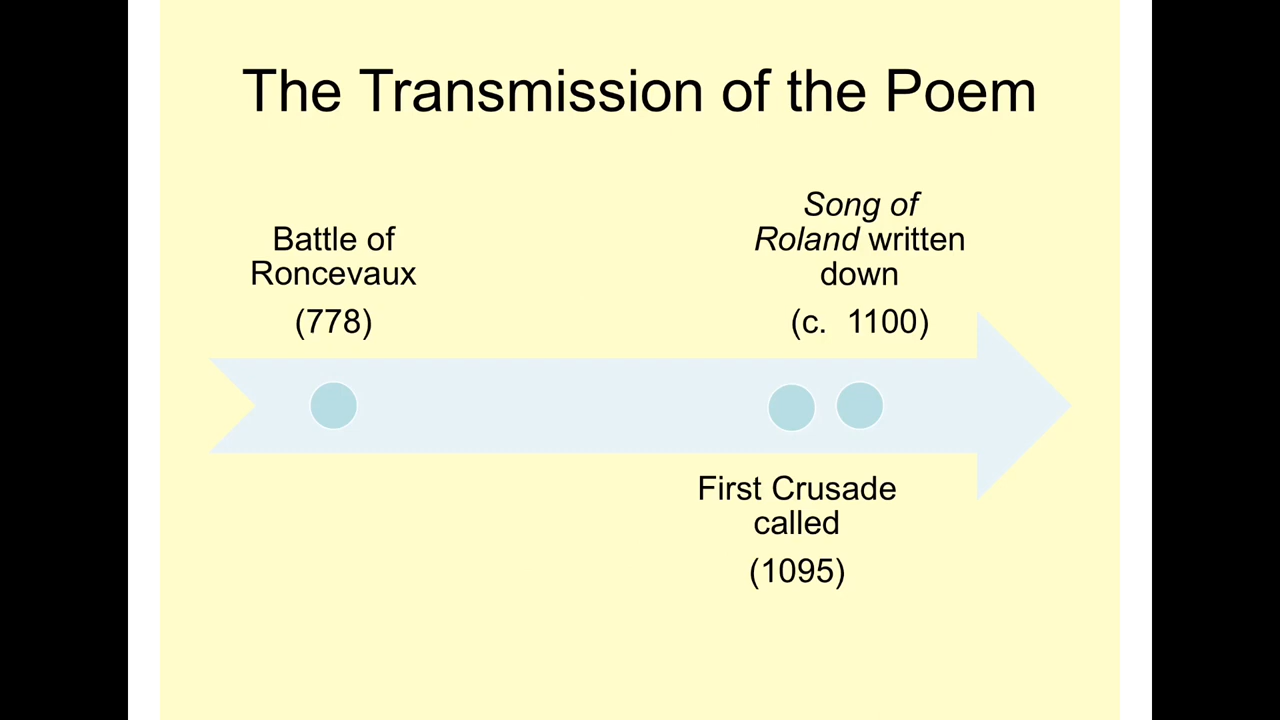 The Transmission of the Poem
Battle of
Roncevaux
(778)
Song of
Roland written
down
(c. 1100)
First Crusade
called
(1095)